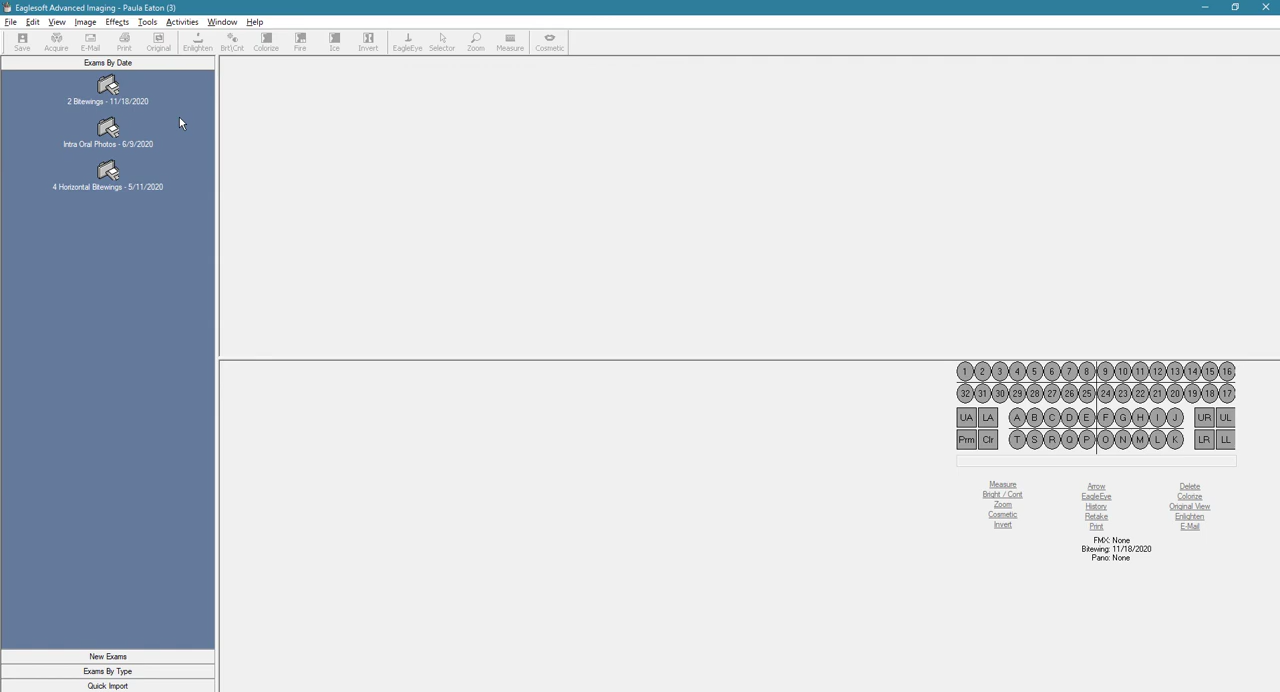 Eaglesoft Advanced Imaging - Paula Eaton (3)
File Edit View Image Effects Tools Activities Window Help
Save Acquire E-Mail Print Original Enlighten Brt\Cnt Colorize Fire Ice Invert EagleEye Selector Zoom Measure Cosmetic
Exams By Date
2 Bitewings - 11/18/2020
Intra Oral Photos - 6/9/2020
4 Horizontal Bitewings - 5/11/2020
1 2 3 4 5 6 7 8 9 10 11 12 13 14 15 16
32 31 30 29 28 27 26 25 24 23 22 21 20 19 18 17
UA LA A B C D E F G H I J UR UL
Prm Clr T S R Q P O N M L K LR LL
Measure Arrow Delete
Bright / Cont EagleEye Colorize
Zoom History Original View
Cosmetic Retake Enlighten
Invert Print E-Mail
FMX: None
Bitewing: 11/18/2020
Pano: None
New Exams
Exams By Type
Quick Import